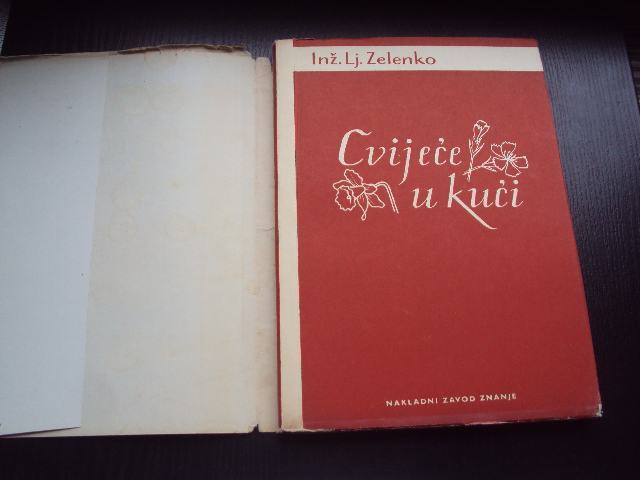 Inž. Lj. Zelenko
Cvijeće
u kući
NAKLADNI ZAVOD ZNANJE